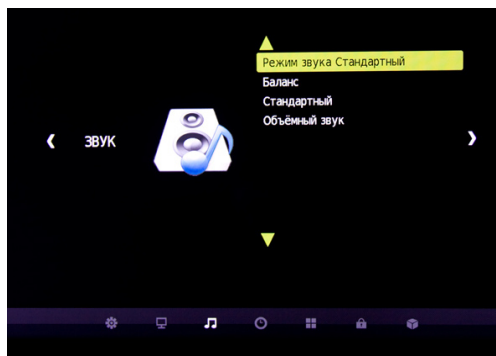 Режим звука Стандартный
Баланс
Стандартный
Объёмный звук
ЗВУК